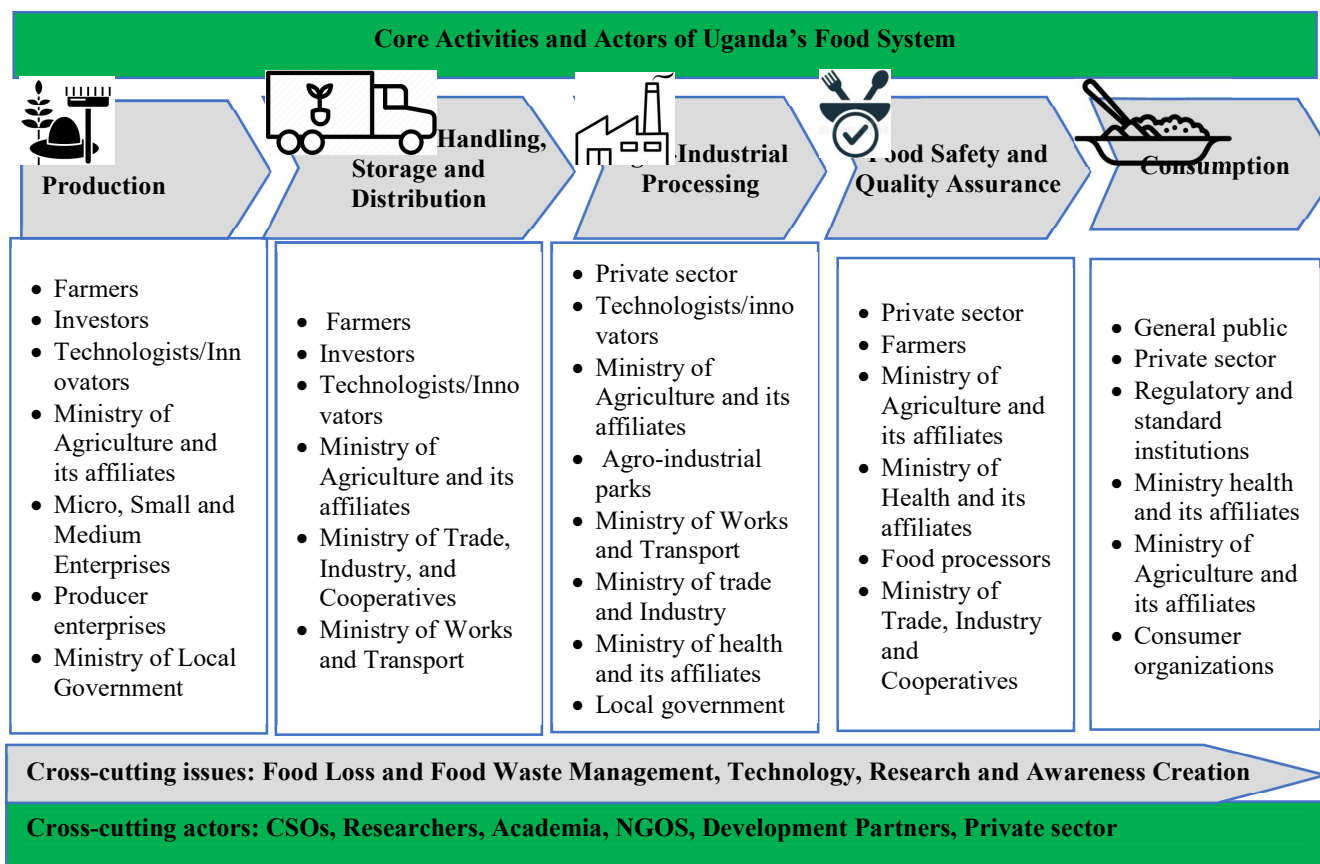 Core Activities and Actors of Uganda’s Food System
Production
Handling,
Storage and
Distribution
-Industrial
Processing
Food Safety and
Quality Assurance
Consumption
• Farmers
• Investors
• Technologists/Inn
ovators
• Ministry of
Agriculture and
its affiliates
• Micro, Small and
Medium
Enterprises
• Producer
enterprises
• Ministry of Local
Government
• Farmers
• Investors
• Technologists/Inno
vators
• Ministry of
Agriculture and its
affiliates
• Ministry of Trade,
Industry, and
Cooperatives
• Ministry of Works
and Transport
• Private sector
• Technologists/inno
vators
• Ministry of
Agriculture and its
affiliates
• Agro-industrial
parks
• Ministry of Works
and Transport
• Ministry of trade
and Industry
• Ministry of health
and its affiliates
• Local government
• Private sector
• Farmers
• Ministry of
Agriculture and
its affiliates
• Ministry of
Health and its
affiliates
• Food processors
• Ministry of
Trade, Industry
and
Cooperatives
• General public
• Private sector
• Regulatory and
standard
institutions
• Ministry health
and its affiliates
• Ministry of
Agriculture and
its affiliates
• Consumer
organizations
Cross-cutting issues: Food Loss and Food Waste Management, Technology, Research and Awareness Creation
Cross-cutting actors: CSOs, Researchers, Academia, NGOS, Development Partners, Private sector